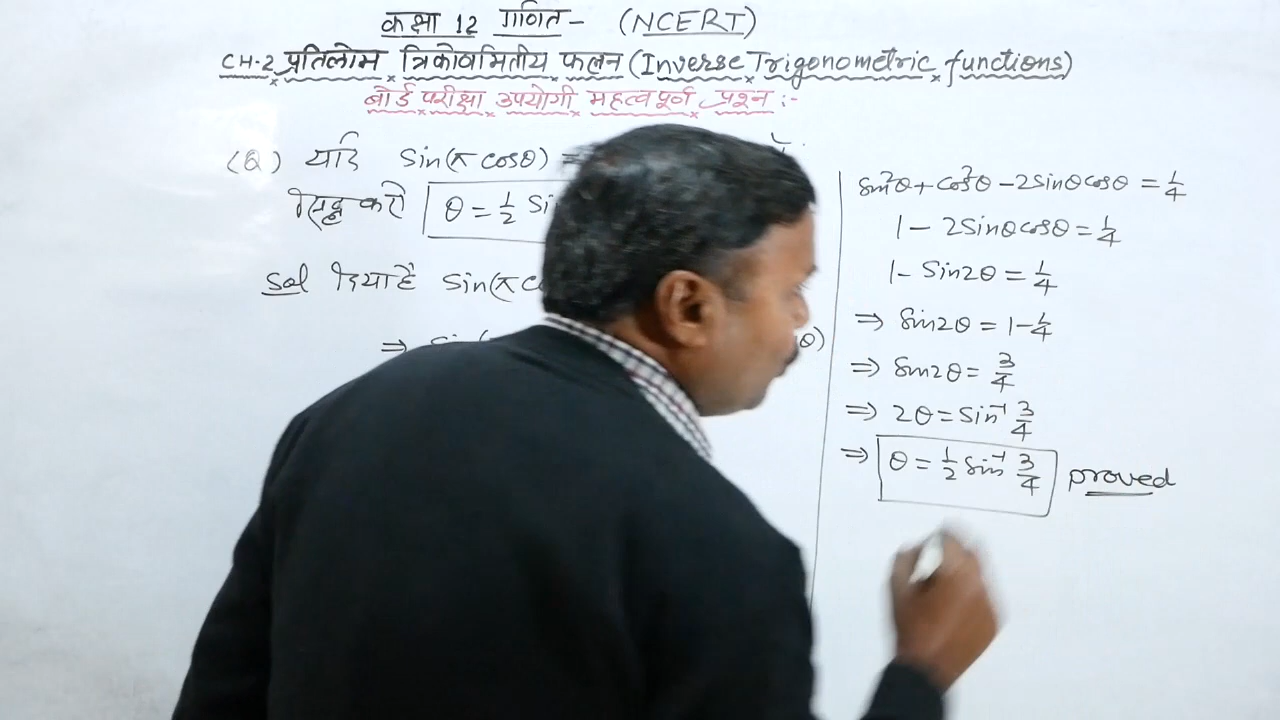 कक्षा 12 गणित - (NCERT)
CH-2 प्रतिलोम त्रिकोणमितीय फलन (Inverse Trigonometric functions)
बोर्ड परीक्षा उपयोगी महत्वपूर्ण प्रश्न :-
(Q) यदि Sin(π cosθ) =
सिद्ध करो θ = 1/2 Si
Sol दिया है Sin(π c
⇒
θ)
Sin²θ + Cos²θ - 2Sinθcosθ = 1/4
1 - 2Sinθcosθ = 1/4
1 - Sin2θ = 1/4
⇒ Sin2θ = 1 - 1/4
⇒ Sin2θ = 3/4
⇒ 2θ = Sin⁻¹ 3/4
⇒ θ = 1/2 Sin⁻¹ 3/4 proved